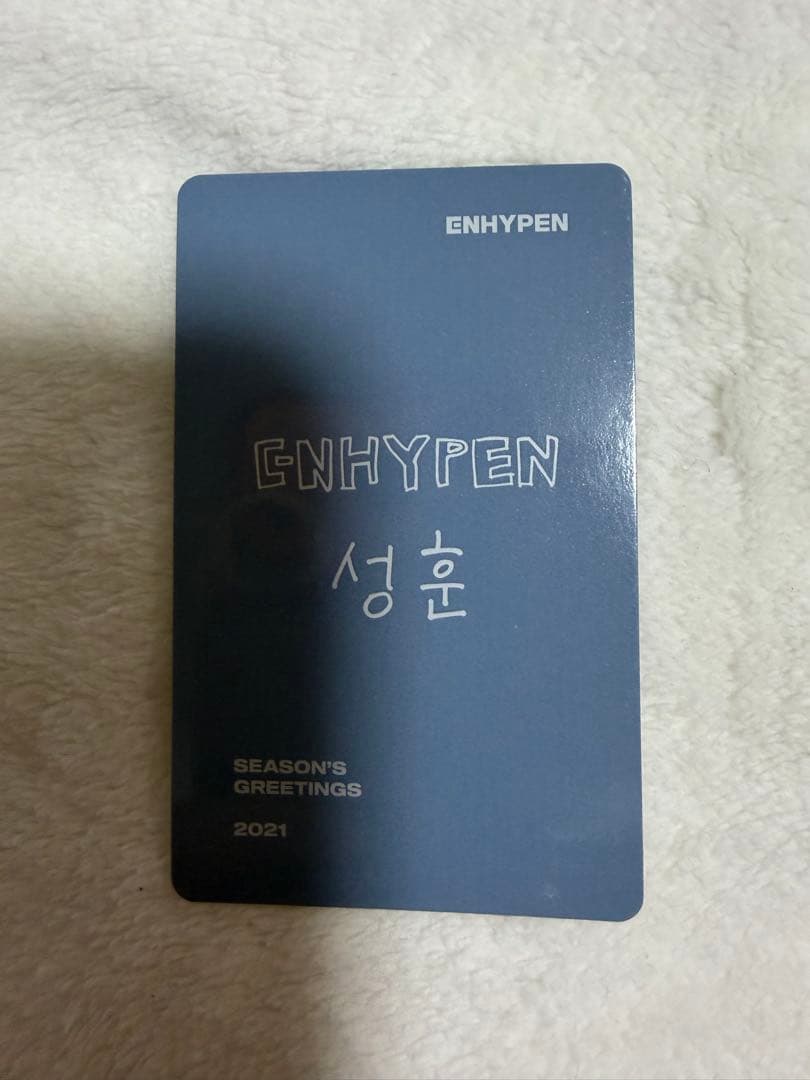 ENHYPEN
ENHYPEN
성훈
SEASON'S
GREETINGS
2021